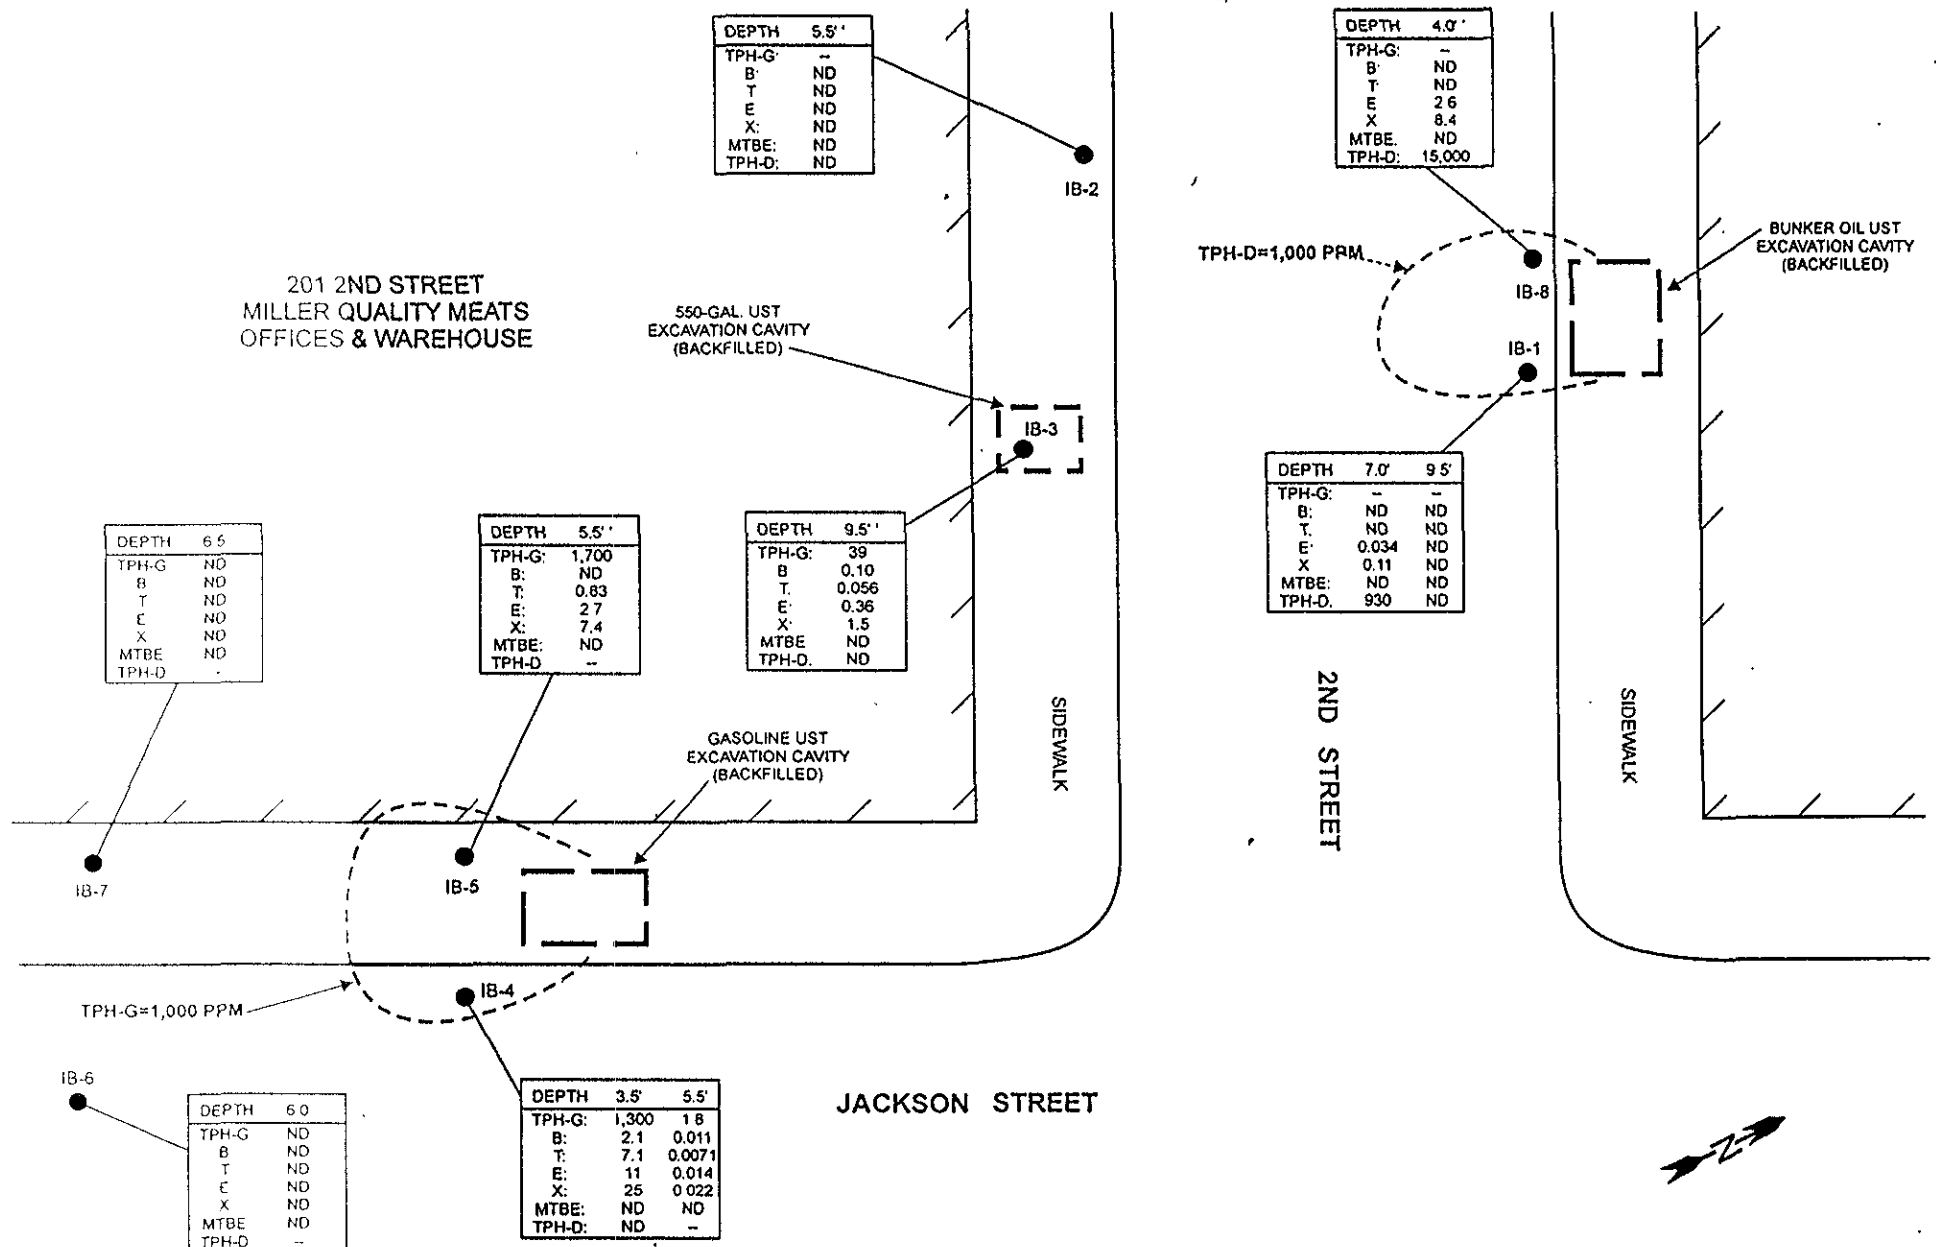 DEPTH 5.5'
TPH-G: --
B: ND
T ND
E ND
X: ND
MTBE: ND
TPH-D: ND
IB-2
DEPTH 4.0'
TPH-G: --
B: ND
T ND
E 2 6
X 8.4
MTBE. ND
TPH-D: 15,000
TPH-D=1,000 PPM
IB-8
BUNKER OIL UST
EXCAVATION CAVITY
(BACKFILLED)
IB-1
201 2ND STREET
MILLER QUALITY MEATS
OFFICES & WAREHOUSE
550-GAL. UST
EXCAVATION CAVITY
(BACKFILLED)
IB-3
DEPTH 7.0' 9 5'
TPH-G: -- --
B: ND ND
T. ND ND
E: 0.034 ND
X 0.11 ND
MTBE: ND ND
TPH-D. 930 ND
DEPTH 6 5
TPH-G ND
B ND
T ND
E ND
X ND
MTBE ND
TPH-D -
DEPTH 5.5'
TPH-G: 1,700
B: ND
T: 0.83
E: 2 7
X: 7.4
MTBE: ND
TPH-D --
DEPTH 9.5'
TPH-G: 39
B 0.10
T. 0.056
E: 0.36
X: 1.5
MTBE ND
TPH-D. ND
SIDEWALK
2ND STREET
SIDEWALK
GASOLINE UST
EXCAVATION CAVITY
(BACKFILLED)
IB-7
IB-5
IB-4
TPH-G=1,000 PPM
IB-6
DEPTH 6 0
TPH-G ND
B ND
T ND
E ND
X ND
MTBE ND
TPH-D --
DEPTH 3.5' 5.5'
TPH-G: 1,300 1 8
B: 2.1 0.011
T: 7.1 0.0071
E: 11 0.014
X: 25 0 022
MTBE: ND ND
TPH-D: ND --
JACKSON STREET
N